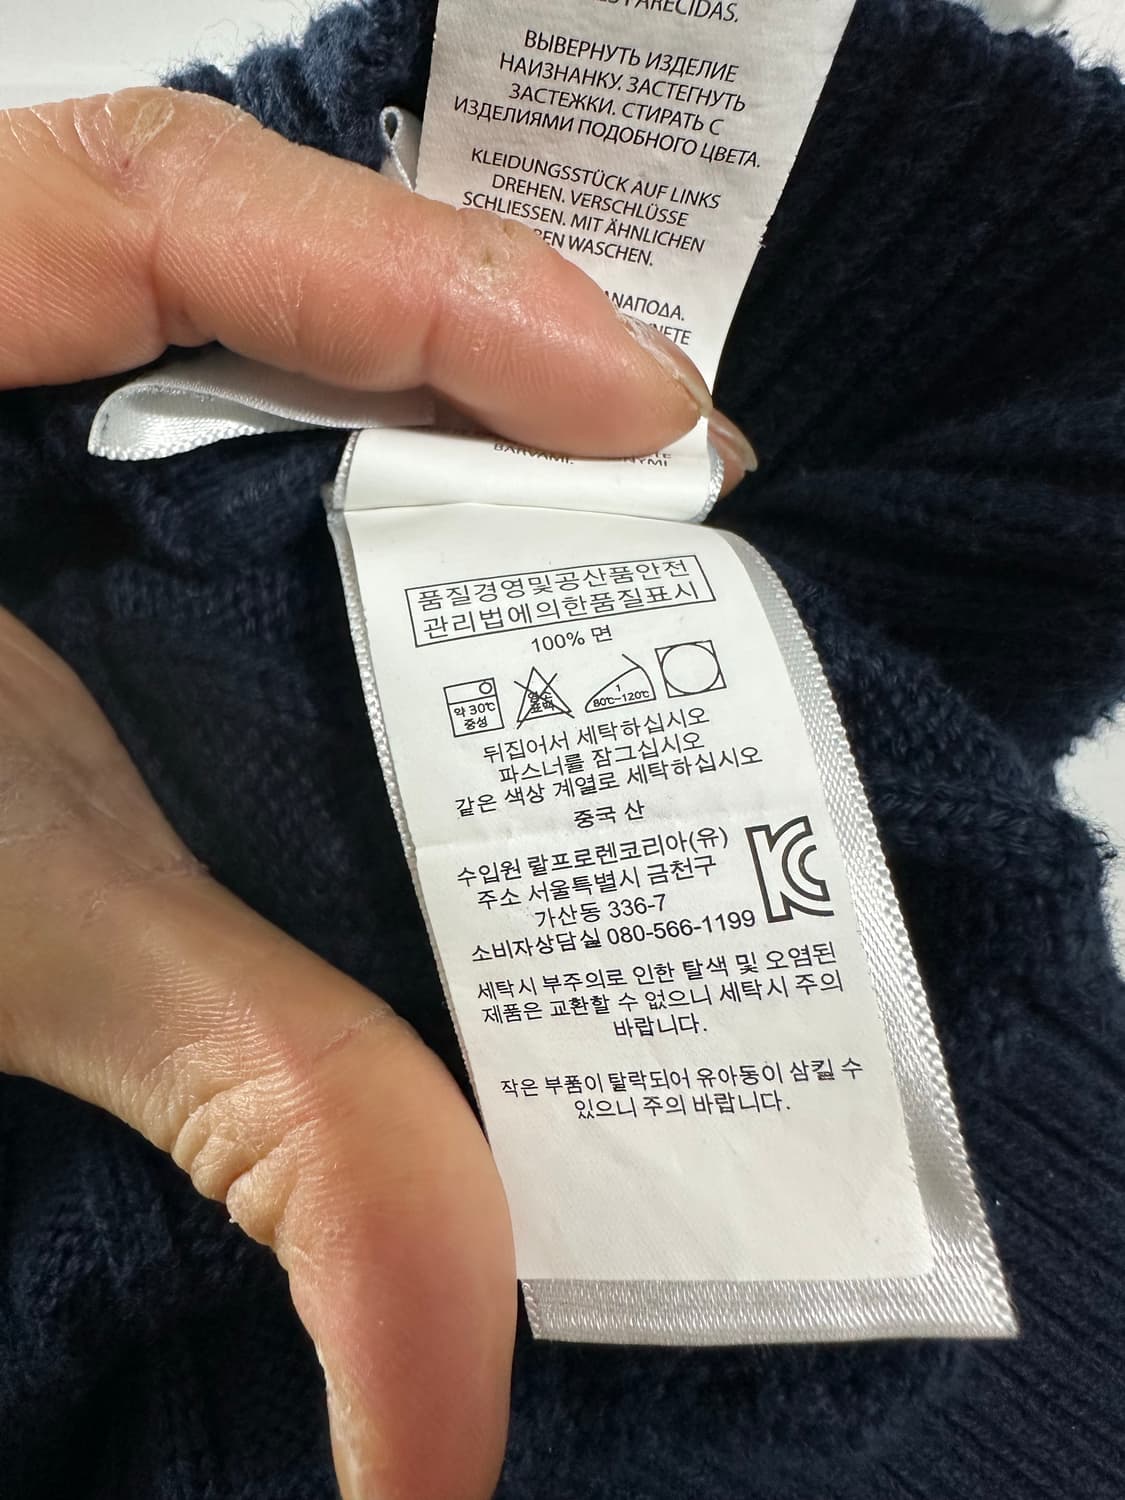 PARECIDAS.
ВЫВЕРНУТЬ ИЗДЕЛИЕ
НАИЗНАНКУ. ЗАСТЕГНУТЬ
ЗАСТЕЖКИ. СТИРАТЬ С
ИЗДЕЛИЯМИ ПОДОБНОГО ЦВЕТА.
KLEIDUNGSSTÜCK AUF LINKS
DREHEN. VERSCHLÜSSE
SCHLIESSEN. MIT ÄHNLICHEN
WASCHEN.
BARVAMI.
품질경영및공산품안전
관리법에의한품질표시
100% 면
약 30℃
중성
염소
표백
1
80℃~120℃
뒤집어서 세탁하십시오
파스너를 잠그십시오
같은 색상 계열로 세탁하십시오
중국 산
수입원 랄프로렌코리아(유)
주소 서울특별시 금천구
가산동 336-7
소비자상담실 080-566-1199
세탁시 부주의로 인한 탈색 및 오염된
제품은 교환할 수 없으니 세탁시 주의
바랍니다.
작은 부품이 탈락되어 유아동이 삼킬 수
있으니 주의 바랍니다.